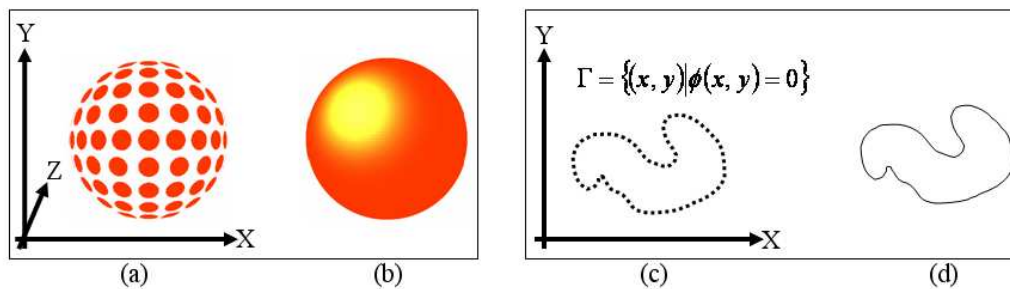 Y
Z
X
(a)
(b)
Y
Γ = {(x, y)|ϕ(x, y) = 0}
X
(c)
(d)